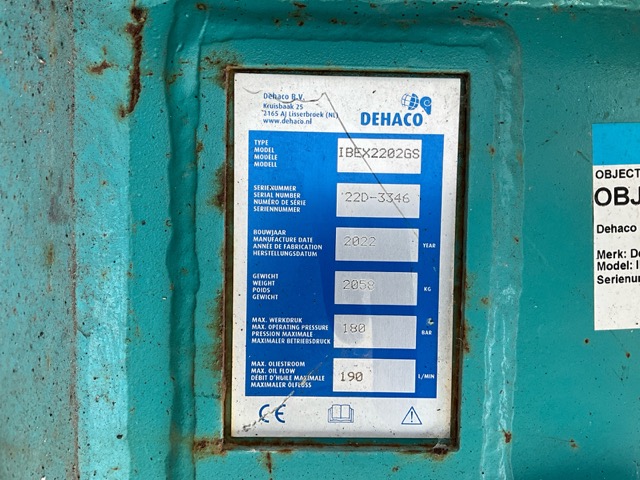 Dehaco B.V.
Kruisbaak 25
2165 AJ Lisserbroek (NL)
www.dehaco.nl
DEHACO
TYPE
MODEL
MODÈLE
MODELL
IBEX2202GS
SERIENUMMER
SERIAL NUMBER
NUMÉRO DE SÉRIE
SERIENNUMMER
22D-3346
BOUWJAAR
MANUFACTURE DATE
ANNÉE DE FABRICATION
HERSTELLUNGSDATUM
2022
YEAR
GEWICHT
WEIGHT
POIDS
GEWICHT
2058
KG
MAX. WERKDRUK
MAX. OPERATING PRESSURE
PRESSION MAXIMALE
MAXIMALER BETRIEBSDRUCK
180
BAR
MAX. OLIESTROOM
MAX. OIL FLOW
DÉBIT D'HUILE MAXIMALE
MAXIMALER ÖLFLUSS
190
L/MIN
CE
OBJECT
OBJ
Dehaco
Merk: De
Model: I
Serienu